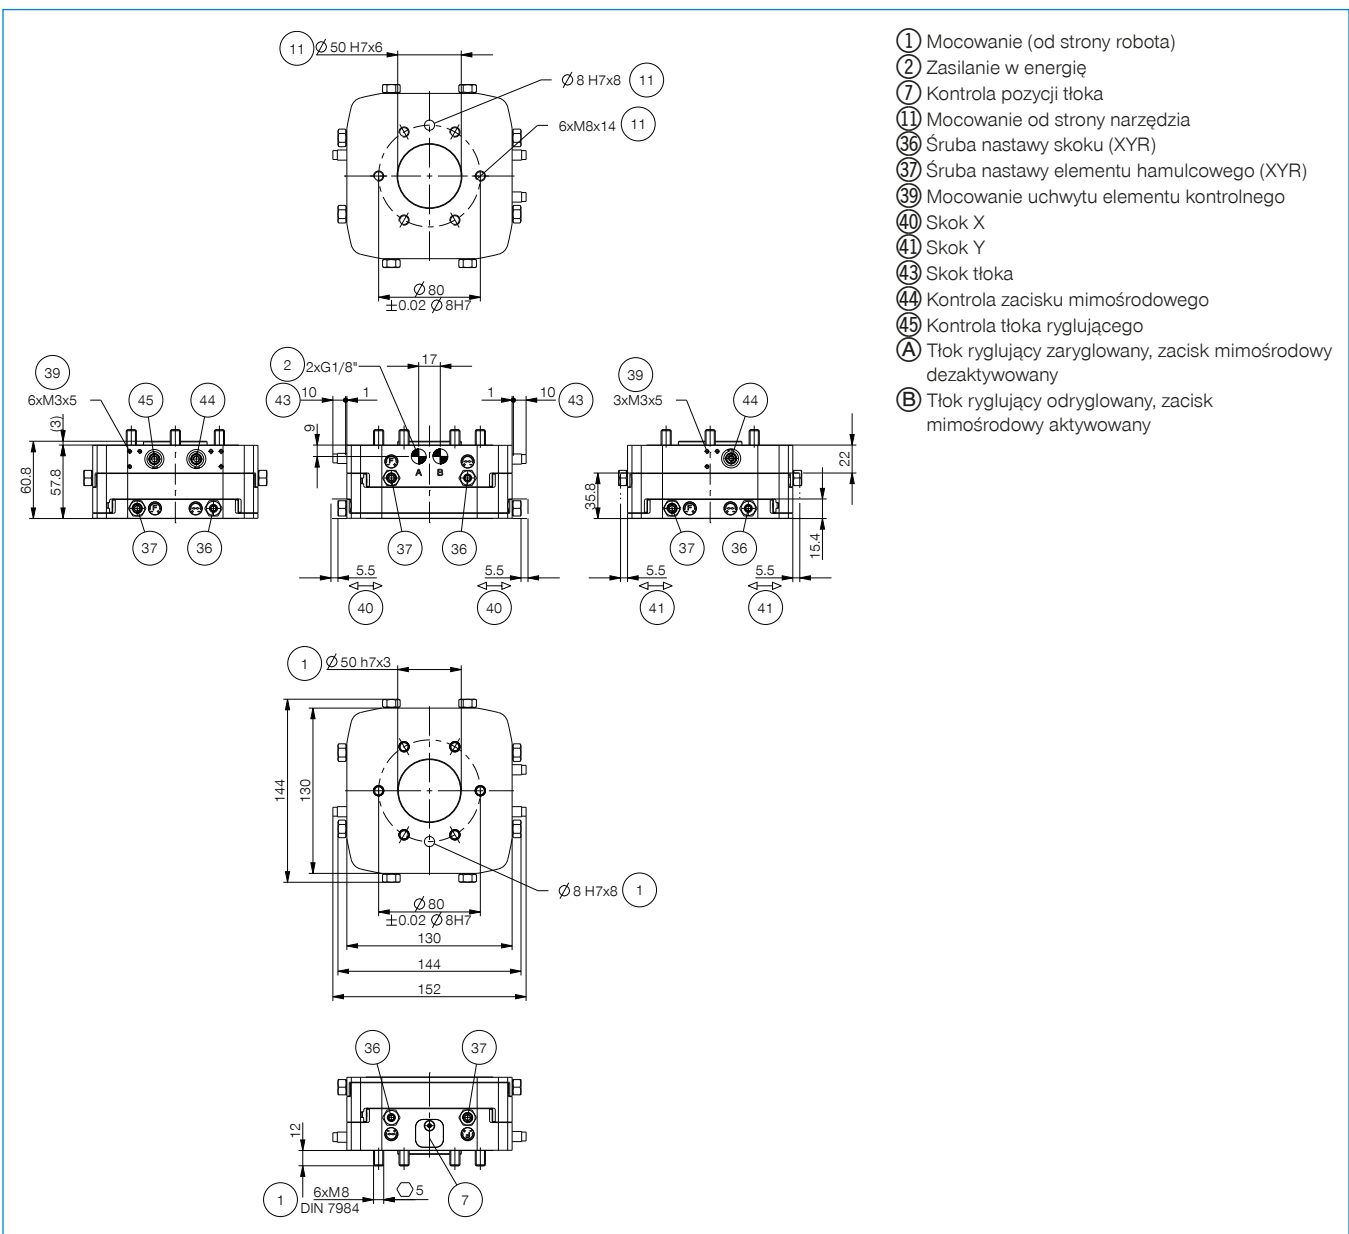 11 Ø 50 H7x6
Ø 8 H7x8 11
6xM8x14 11
Ø 80
±0.02 Ø 8H7
1 Mocowanie (od strony robota)
2 Zasilanie w energię
7 Kontrola pozycji tłoka
11 Mocowanie od strony narzędzia
36 Śruba nastawy skoku (XYR)
37 Śruba nastawy elementu hamulcowego (XYR)
39 Mocowanie uchwytu elementu kontrolnego
40 Skok X
41 Skok Y
43 Skok tłoka
44 Kontrola zacisku mimośrodowego
45 Kontrola tłoka ryglującego
A Tłok ryglujący zaryglowany, zacisk mimośrodowy
dezaktywowany
B Tłok ryglujący odryglowany, zacisk
mimośrodowy aktywowany
39
6xM3x5
45
44
(3)
60.8
57.8
37
36
2 2xG1/8"
17
43 10 1
1 10 43
9
A B
37
36
5.5
40
5.5
40
39
3xM3x5
44
22
35.8
15.4
37
36
5.5
41
5.5
41
1 Ø 50 h7x3
144
130
Ø 8 H7x8 1
Ø 80
±0.02 Ø 8H7
130
144
152
36
37
12
1 6xM8
DIN 7984
5
7